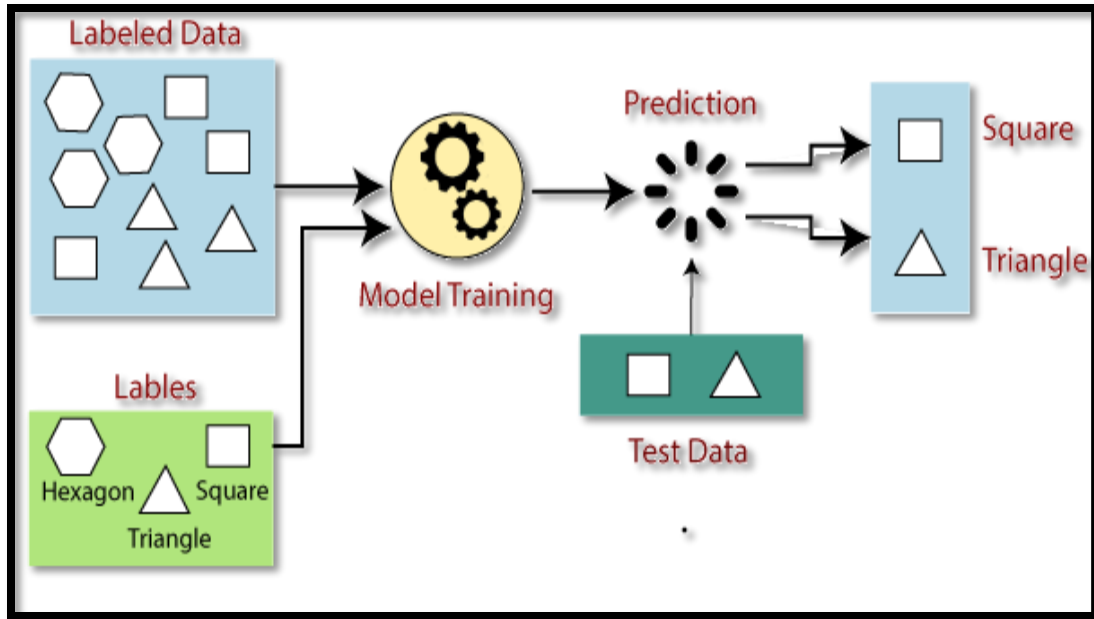 Labeled Data
Prediction
Square
Triangle
Model Training
Lables
Hexagon
Square
Triangle
Test Data